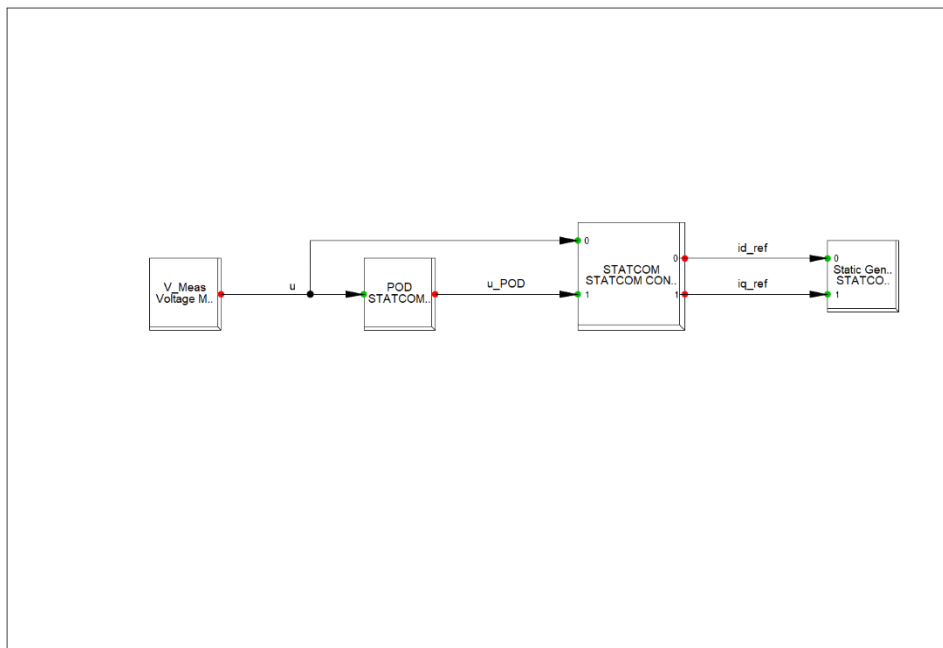 id_ref
0
0
0
STATCOM
STATCOM CON..
Static Gen..
STATCO..
V_Meas
Voltage M..
u
POD
STATCOM..
u_POD
iq_ref
1
1
1